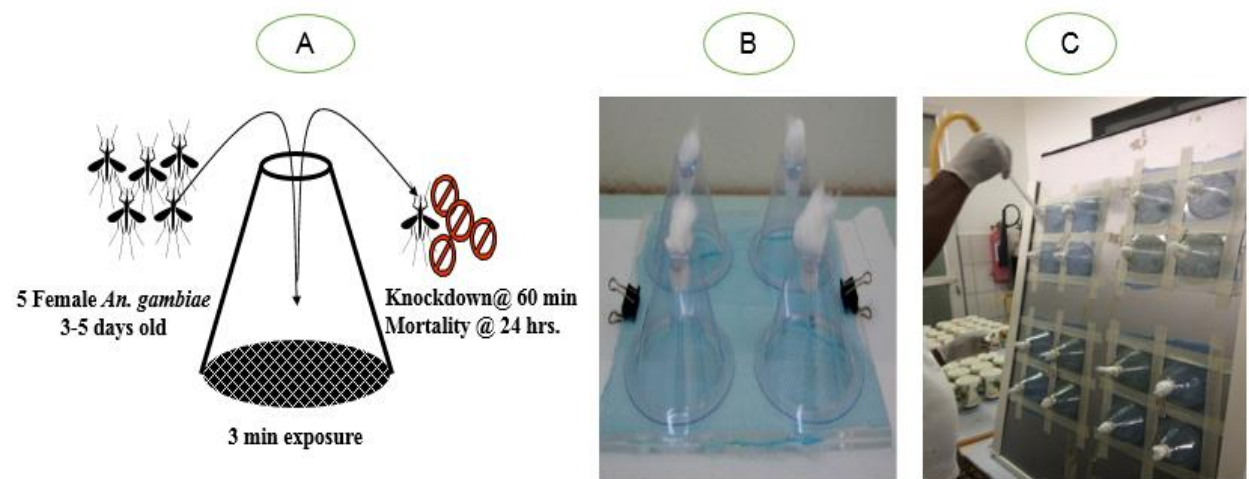 A
B
C
5 Female An. gambiae
3-5 days old
Knockdown@ 60 min
Mortality @ 24 hrs.
3 min exposure